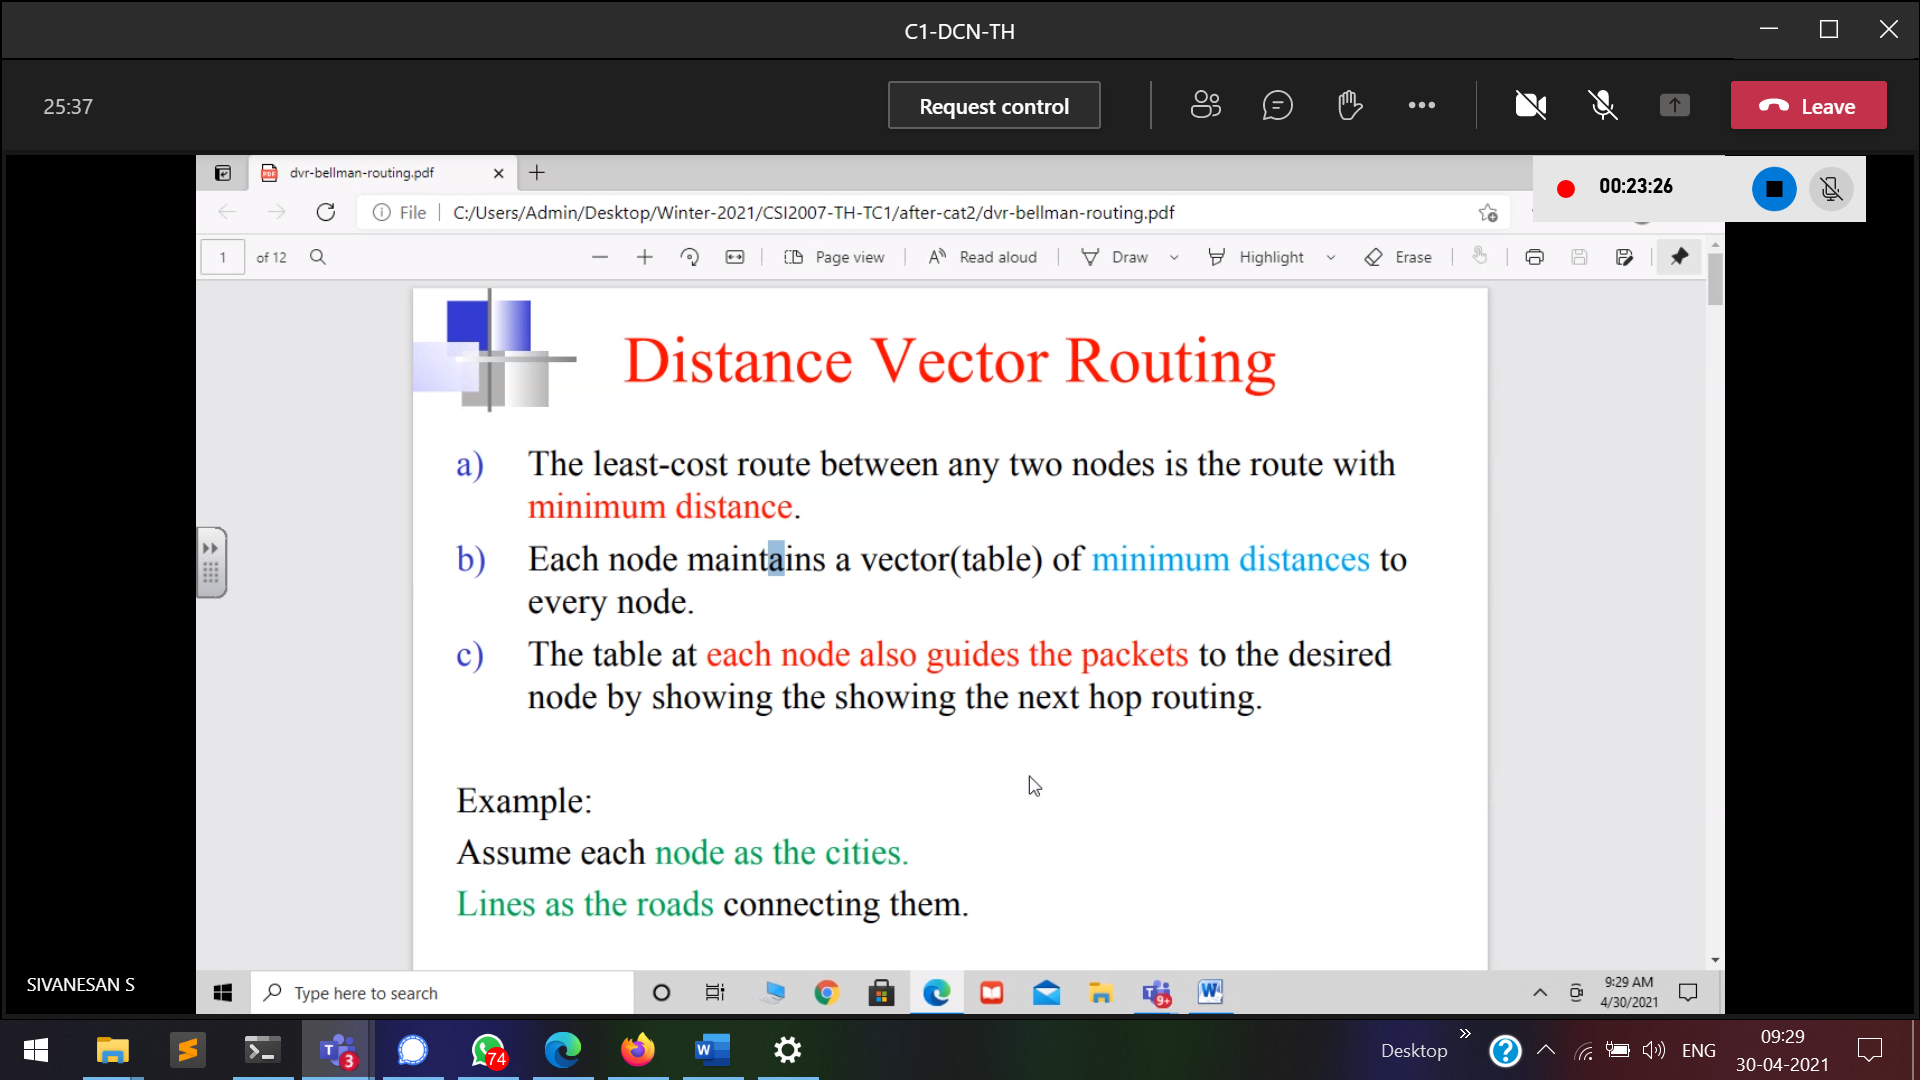 C1-DCN-TH
25:37
Request control
Leave
dvr-bellman-routing.pdf
00:23:26
File
C:/Users/Admin/Desktop/Winter-2021/CSI2007-TH-TC1/after-cat2/dvr-bellman-routing.pdf
1 of 12
Page view
Read aloud
Draw
Highlight
Erase
Distance Vector Routing
a) The least-cost route between any two nodes is the route with
minimum distance.
b) Each node maintains a vector(table) of minimum distances to
every node.
c) The table at each node also guides the packets to the desired
node by showing the showing the next hop routing.
Example:
Assume each node as the cities.
Lines as the roads connecting them.
SIVANESAN S
Type here to search
9+
9:29 AM
4/30/2021
3
74
Desktop
ENG
09:29
30-04-2021